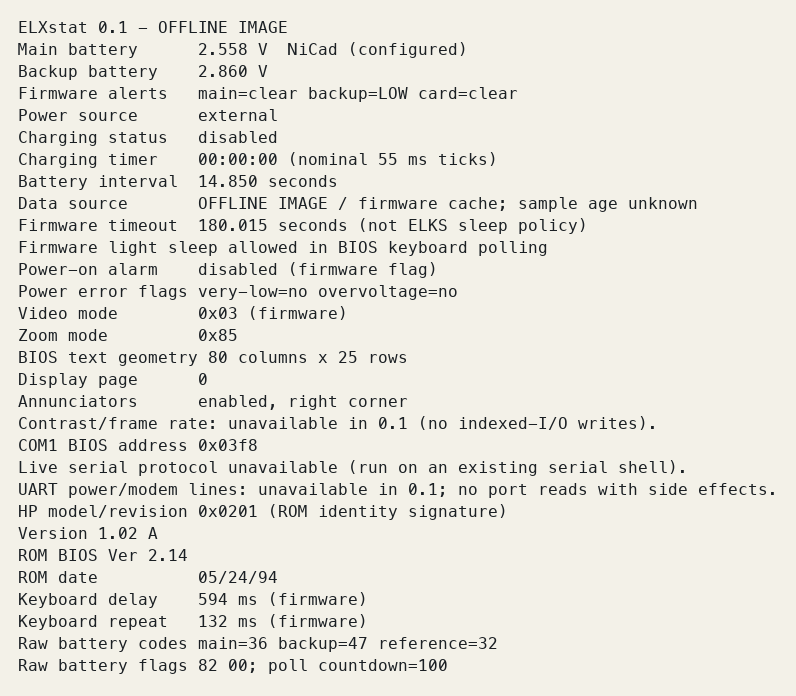 ELXstat 0.1 — OFFLINE IMAGE
Main battery      2.558 V  NiCad (configured)
Backup battery    2.860 V
Firmware alerts   main=clear backup=LOW card=clear
Power source      external
Charging status   disabled
Charging timer    00:00:00 (nominal 55 ms ticks)
Battery interval  14.850 seconds
Data source       OFFLINE IMAGE / firmware cache; sample age unknown
Firmware timeout  180.015 seconds (not ELKS sleep policy)
Firmware light sleep allowed in BIOS keyboard polling
Power-on alarm    disabled (firmware flag)
Power error flags very-low=no overvoltage=no
Video mode        0x03 (firmware)
Zoom mode         0x85
BIOS text geometry 80 columns x 25 rows
Display page      0
Annunciators      enabled, right corner
Contrast/frame rate: unavailable in 0.1 (no indexed-I/O writes).
COM1 BIOS address 0x03f8
Live serial protocol unavailable (run on an existing serial shell).
UART power/modem lines: unavailable in 0.1; no port reads with side effects.
HP model/revision 0x0201 (ROM identity signature)
Version 1.02 A
ROM BIOS Ver 2.14
ROM date          05/24/94
Keyboard delay    594 ms (firmware)
Keyboard repeat   132 ms (firmware)
Raw battery codes main=36 backup=47 reference=32
Raw battery flags 82 00; poll countdown=100